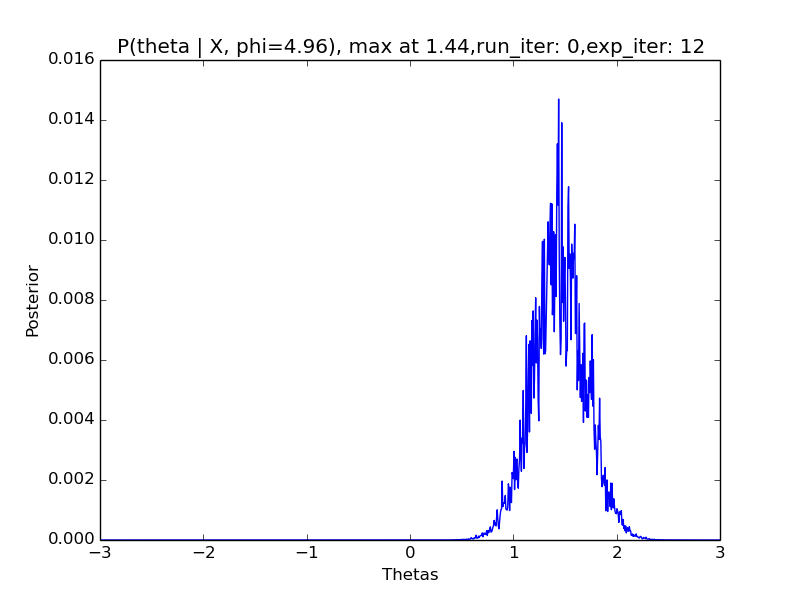 P(theta | X, phi=4.96), max at 1.44,run_iter: 0,exp_iter: 12
0.016
0.014
0.012
0.010
0.008
0.006
0.004
0.002
0.000
Posterior
−3 −2 −1 0 1 2 3
Thetas